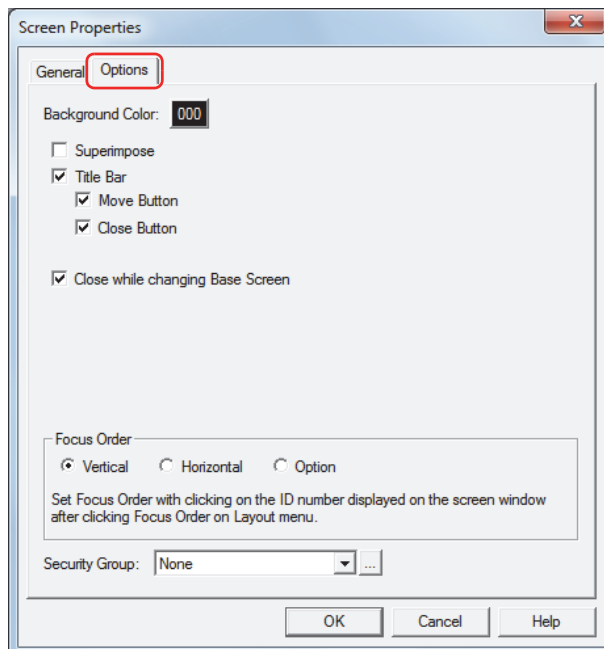 Screen Properties
General Options
Background Color: 000
Superimpose
Title Bar
Move Button
Close Button
Close while changing Base Screen
Focus Order
Vertical Horizontal Option
Set Focus Order with clicking on the ID number displayed on the screen window
after clicking Focus Order on Layout menu.
Security Group: None ...
OK Cancel Help